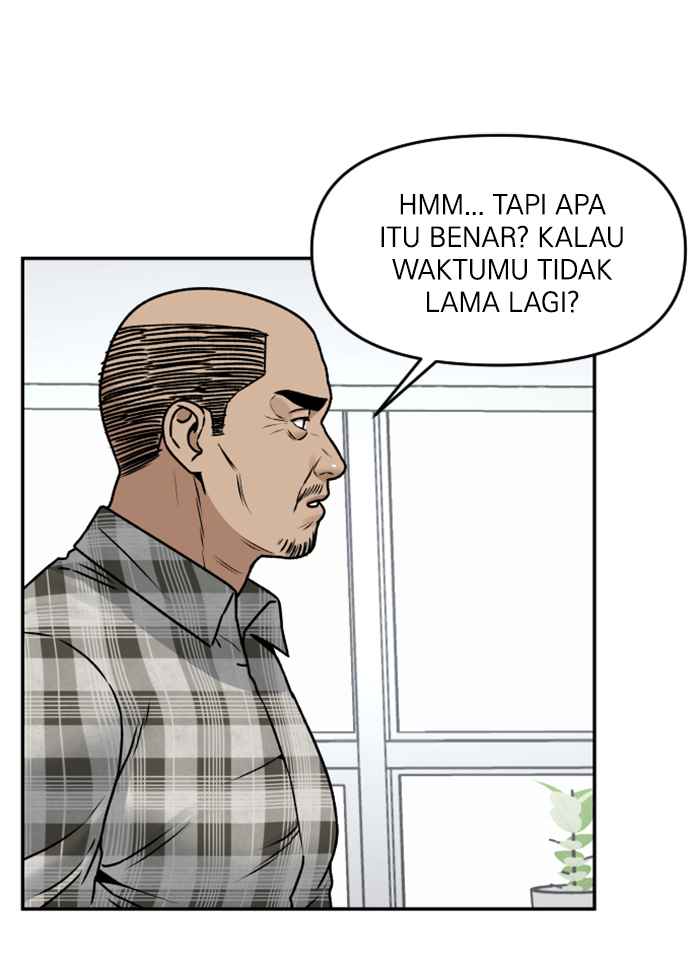 HMM... TAPI APA
ITU BENAR? KALAU
WAKTUMU TIDAK
LAMA LAGI?